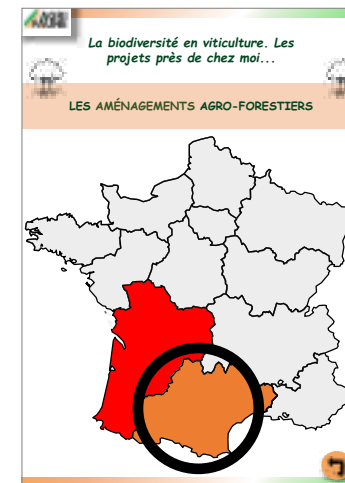 La biodiversité en viticulture. Les
projets près de chez moi...
LES AMÉNAGEMENTS AGRO-FORESTIERS